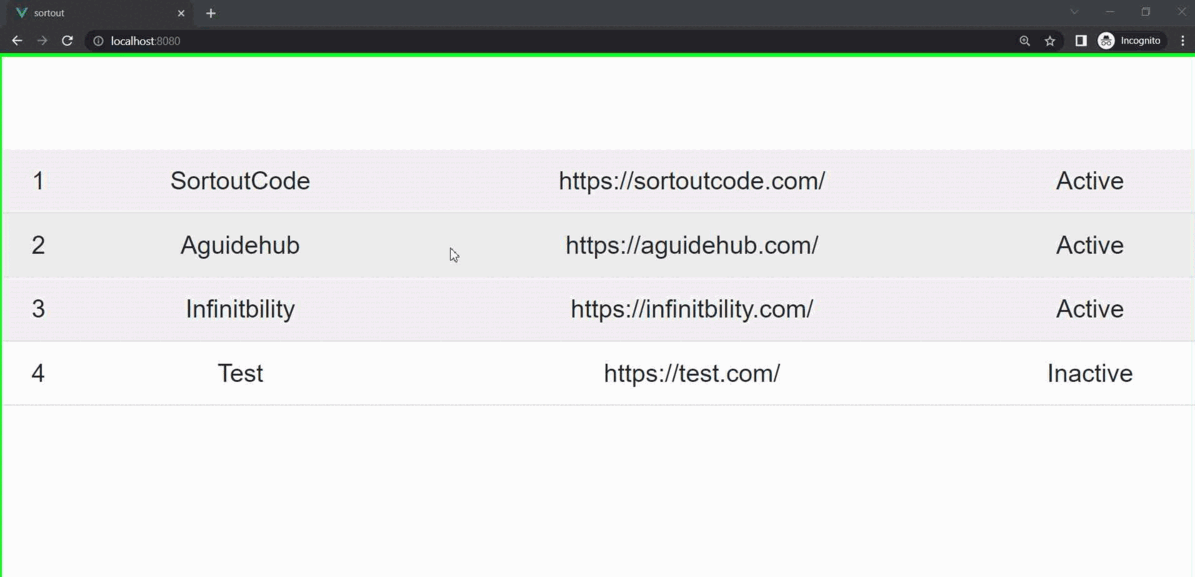 sortout
localhost:8080
Incognito
1 SortoutCode https://sortoutcode.com/ Active
2 Aguidehub https://aguidehub.com/ Active
3 Infinitbility https://infinitbility.com/ Active
4 Test https://test.com/ Inactive